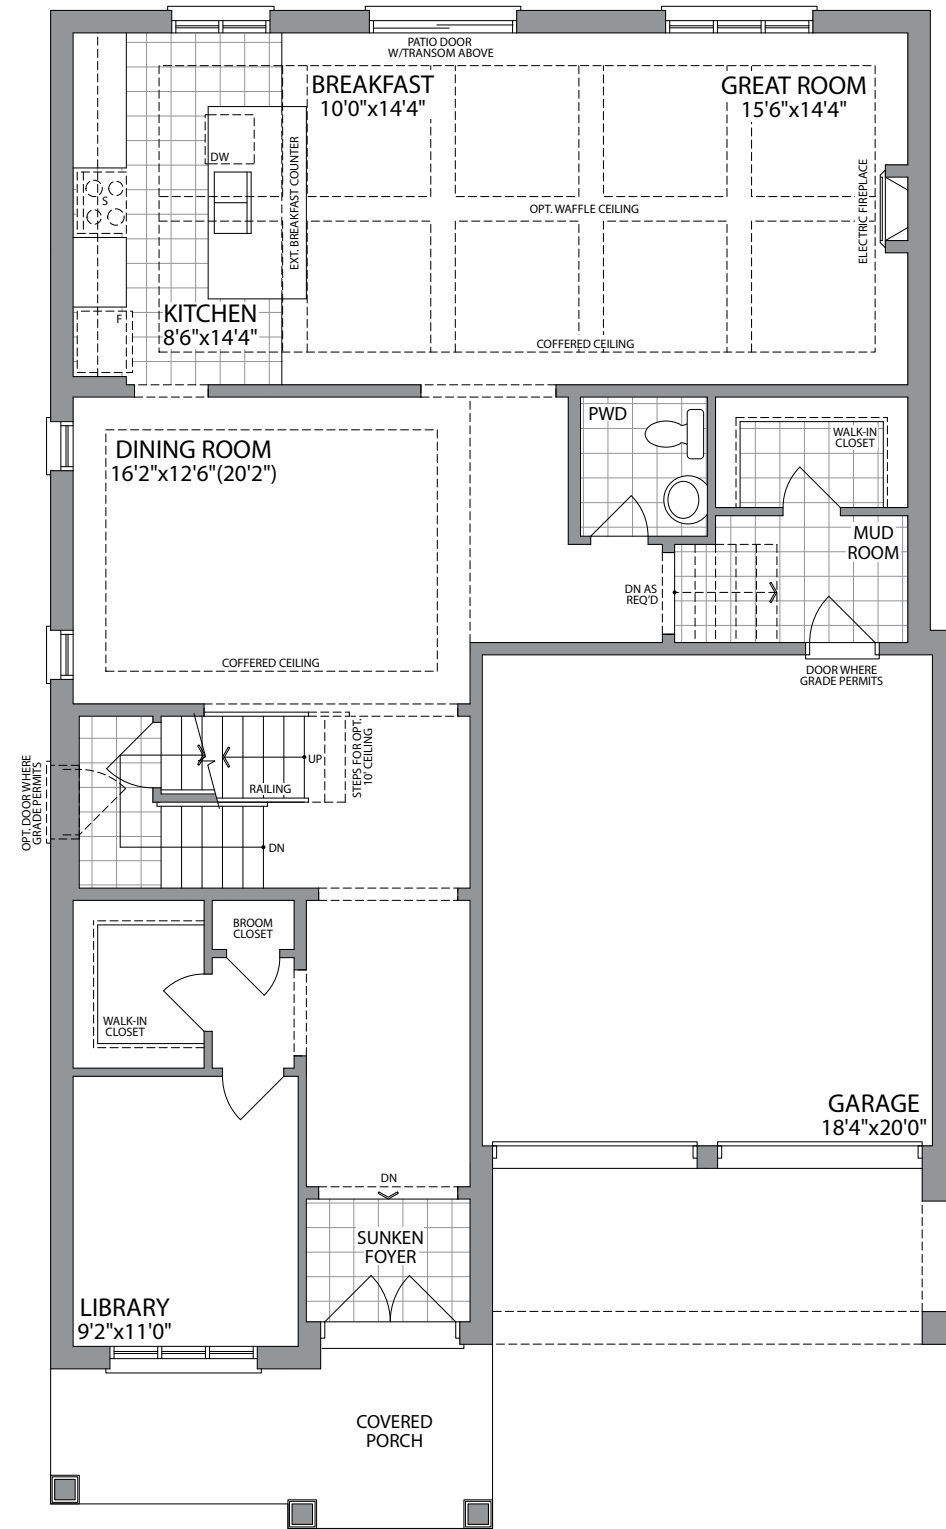 PATIO DOOR
W/TRANSOM ABOVE
BREAKFAST
10'0"x14'4"
GREAT ROOM
15'6"x14'4"
DW
EXT. BREAKFAST COUNTER
S
OPT. WAFFLE CEILING
ELECTRIC FIREPLACE
KITCHEN
8'6"x14'4"
F
COFFERED CEILING
DINING ROOM
16'2"x12'6"(20'2")
PWD
WALK-IN
CLOSET
MUD
ROOM
DN AS
REQ'D
COFFERED CEILING
DOOR WHERE
GRADE PERMITS
OPT. DOOR WHERE
GRADE PERMITS
UP
RAILING
STEPS FOR OPT.
10' CEILING
DN
BROOM
CLOSET
WALK-IN
CLOSET
GARAGE
18'4"x20'0"
DN
SUNKEN
FOYER
LIBRARY
9'2"x11'0"
COVERED
PORCH